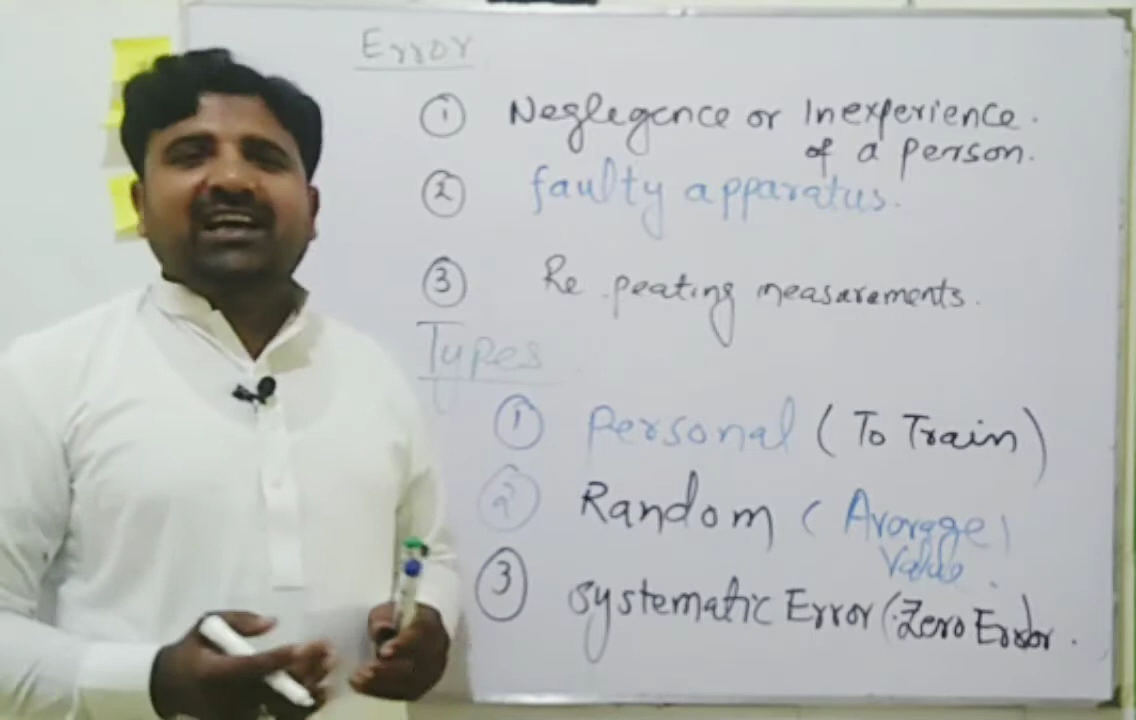 Error
① Neglegence or Inexperience.
of a person.
② faulty apparatus.
③ Re peating measurements.
Types
① Personal (To Train)
② Random (Avarage)
Value
③ Systematic Error (Zero Error.